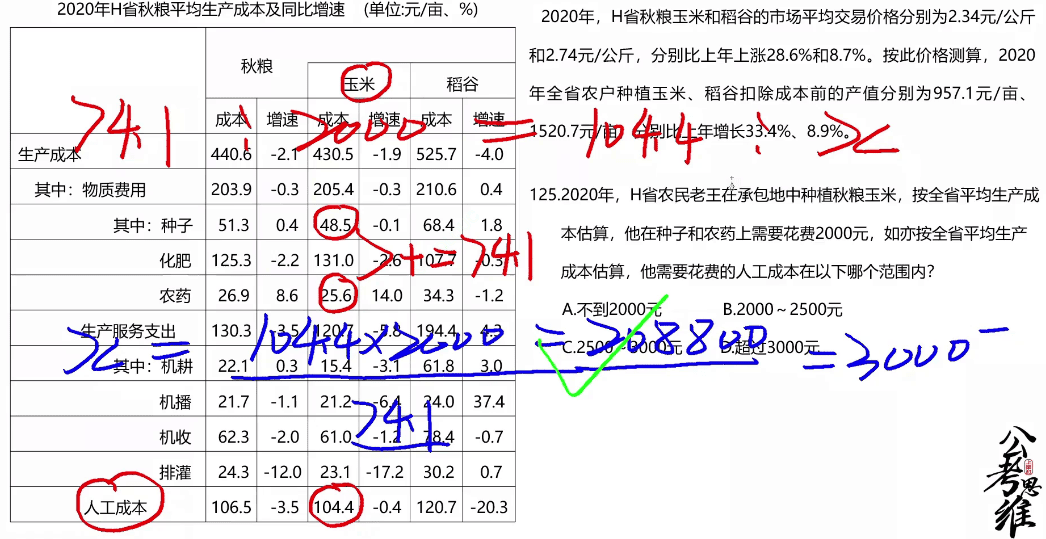 2020年H省秋粮平均生产成本及同比增速 (单位:元/亩、%)
秋粮 玉米 稻谷
成本 增速 成本 增速 成本 增速
生产成本 440.6 -2.1 430.5 -1.9 525.7 -4.0
其中: 物质费用 203.9 -0.3 205.4 -0.3 210.6 0.4
其中: 种子 51.3 0.4 48.5 -0.1 68.4 1.8
化肥 125.3 -2.2 131.0 -2.6 107.7 -0.3
农药 26.9 8.6 25.6 14.0 34.3 -1.2
生产服务支出 130.3 -3.5 120.7 -5.8 194.4 4.3
其中: 机耕 22.1 0.3 15.4 -3.1 61.8 3.0
机播 21.7 -1.1 21.2 -6.4 24.0 37.4
机收 62.3 -2.0 61.0 -1.2 78.4 -0.7
排灌 24.3 -12.0 23.1 -17.2 30.2 0.7
人工成本 106.5 -3.5 104.4 -0.4 120.7 -20.3
2020年，H省秋粮玉米和稻谷的市场平均交易价格分别为2.34元/公斤
和2.74元/公斤，分别比上年上涨28.6%和8.7%。按此价格测算，2020
年全省农户种植玉米、稻谷扣除成本前的产值分别为957.1元/亩、
1520.7元/亩，分别比上年增长33.4%、8.9%。
125.2020年，H省农民老王在承包地中种植秋粮玉米，按全省平均生产成
本估算，他在种子和农药上需要花费2000元，如亦按全省平均生产
成本估算，他需要花费的人工成本在以下哪个范围内？
A.不到2000元 B.2000～2500元
C.2500～3000元 D.超过3000元
74.1 : 2000 = 104.4 : x
+ = 74.1
x = 104.4×2000 = 208800 = 3000-
74.1
公考思维